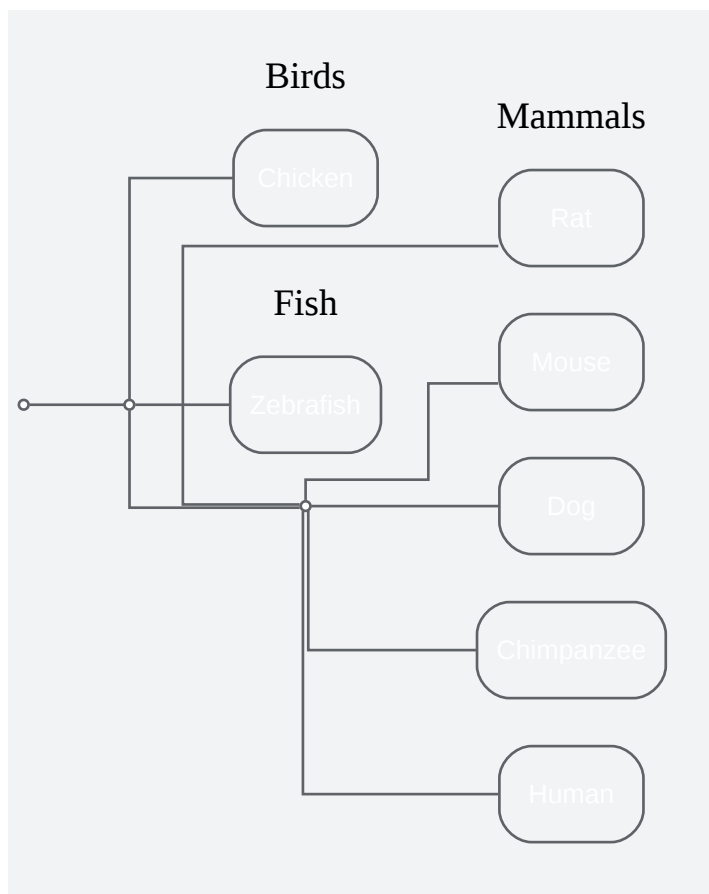 Birds
Mammals
Chicken
Rat
Fish
Mouse
Zebrafish
Dog
Chimpanzee
Human